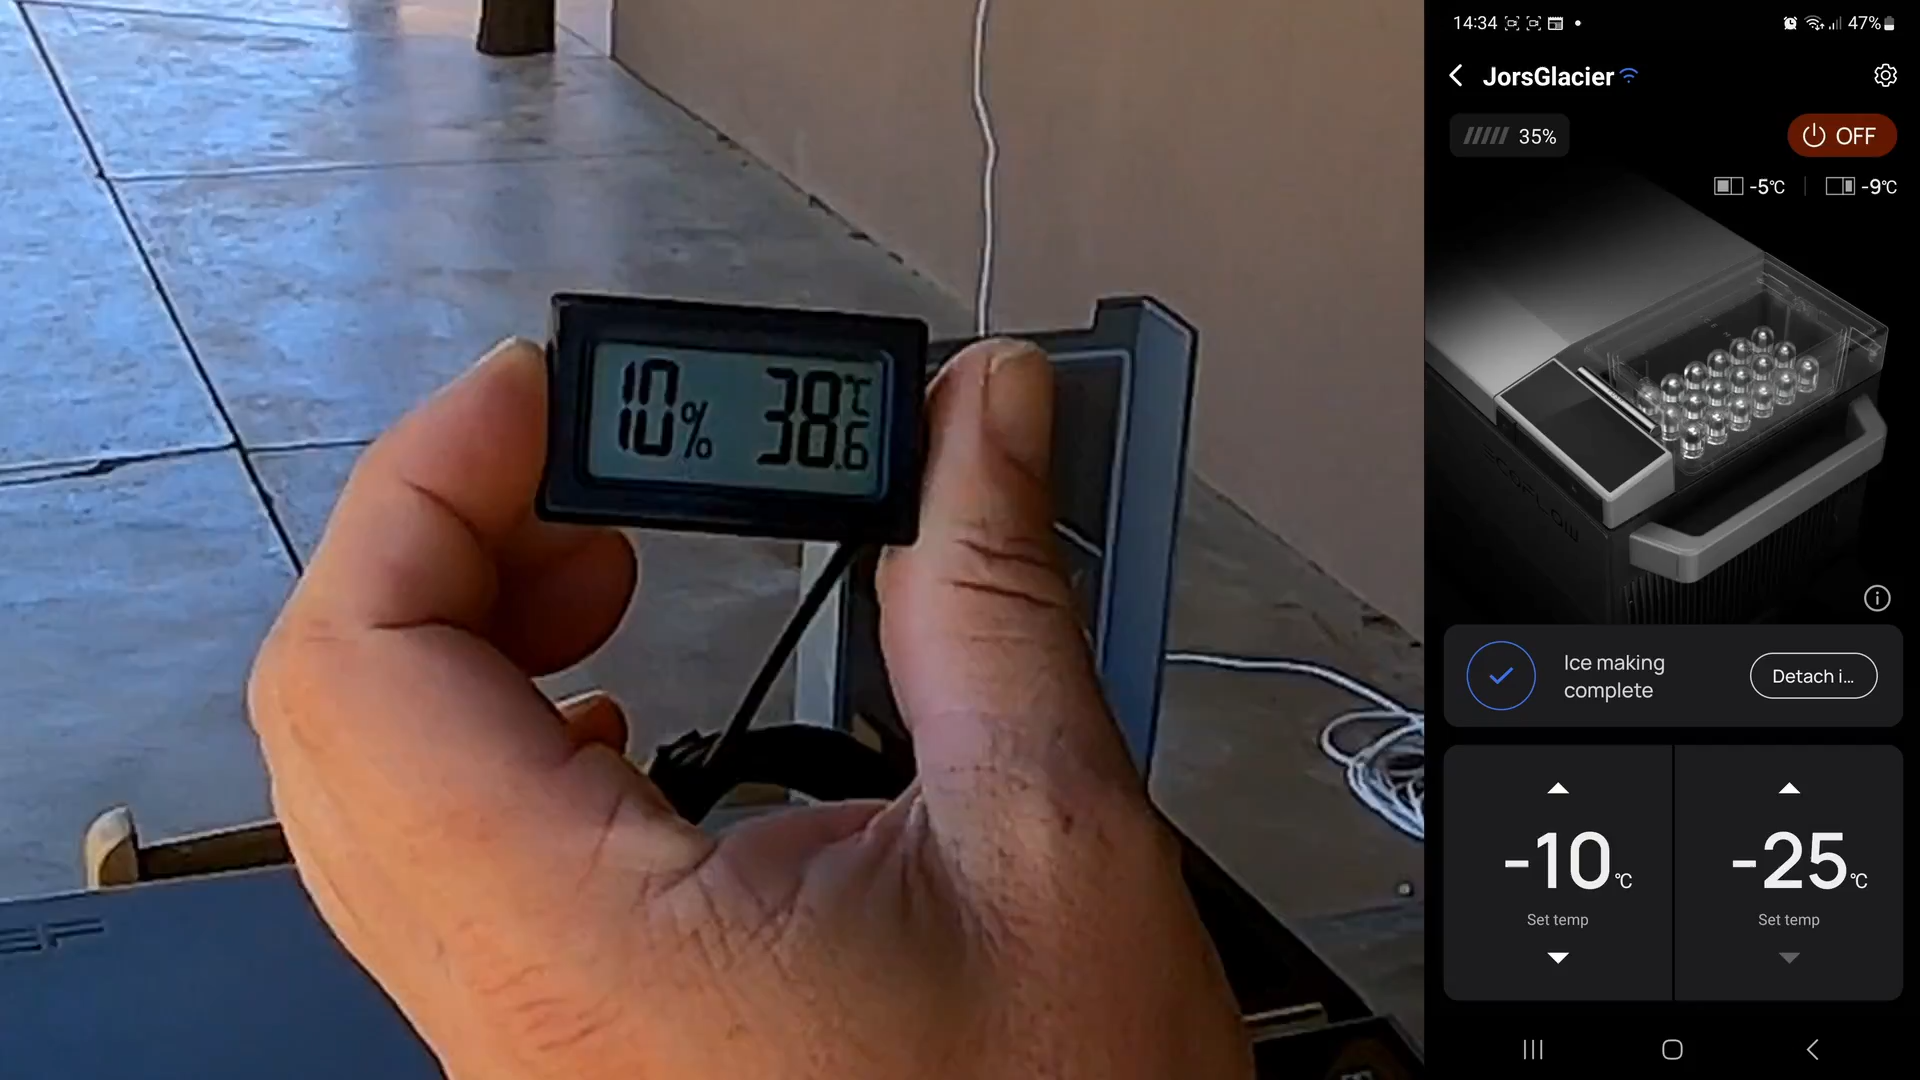 10% 38.6℃
14:34 47%
JorsGlacier
35% OFF
-5℃ | -9℃
ECOFLOW
Ice making
complete
Detach i...
-10℃ -25℃
Set temp Set temp